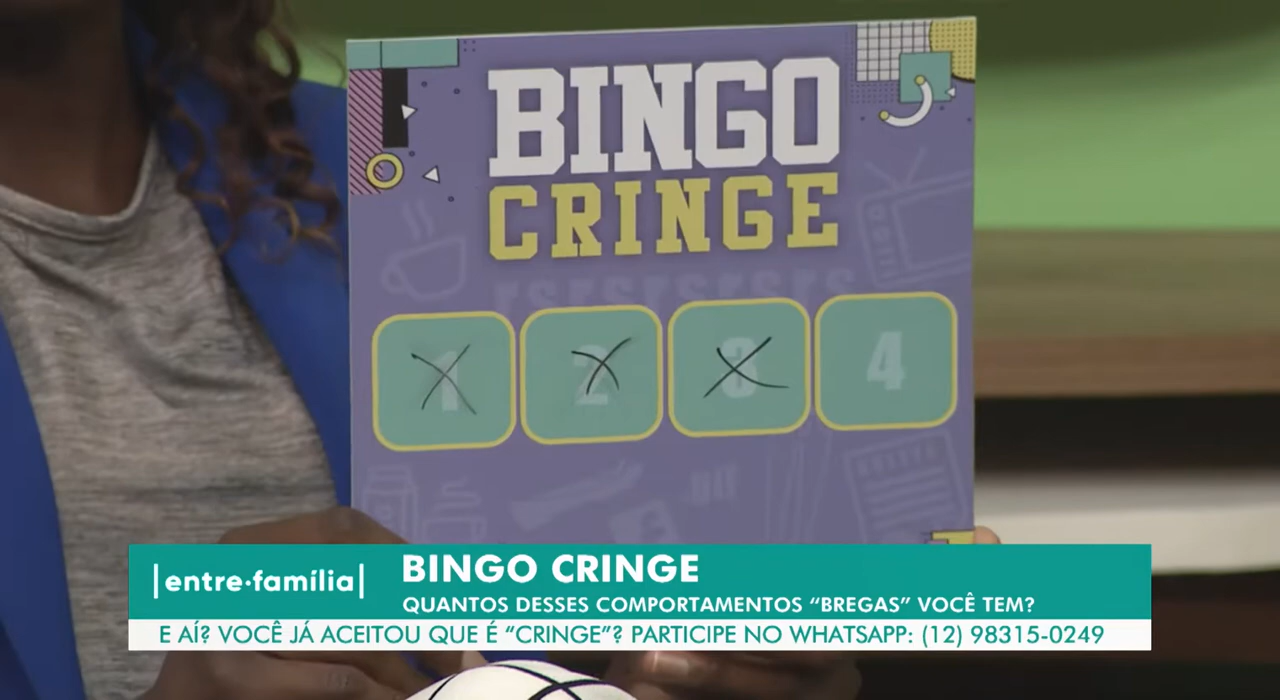 BINGO
CRINGE
1 2 3 4
|entre·família|
BINGO CRINGE
QUANTOS DESSES COMPORTAMENTOS “BREGAS” VOCÊ TEM?
E AÍ? VOCÊ JÁ ACEITOU QUE É “CRINGE”? PARTICIPE NO WHATSAPP: (12) 98315-0249